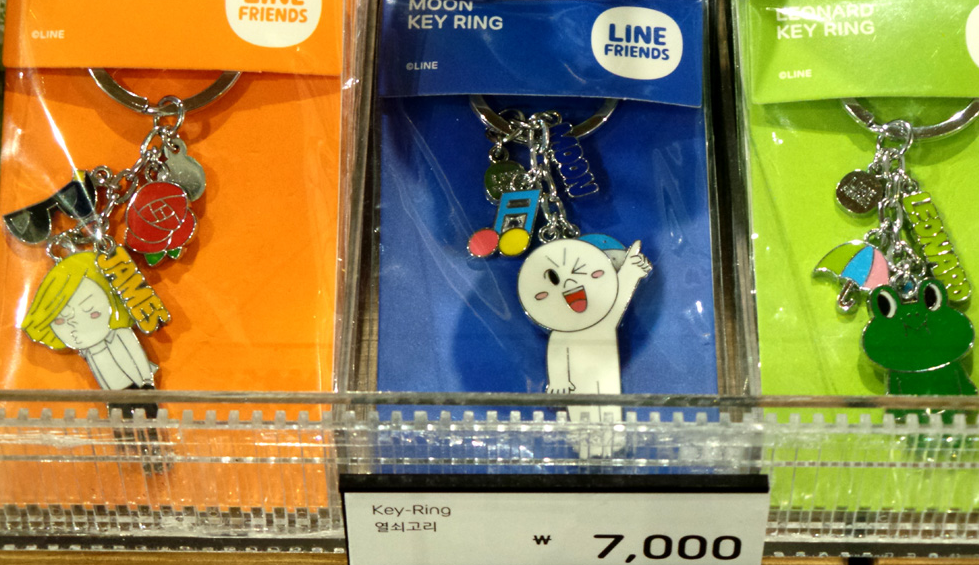 LINE
FRIENDS
©LINE
JAMES
MOON
KEY RING
LINE
FRIENDS
©LINE
MOON
LEONARD
KEY RING
©LINE
LEONARD
Key-Ring
열쇠고리
₩ 7,000